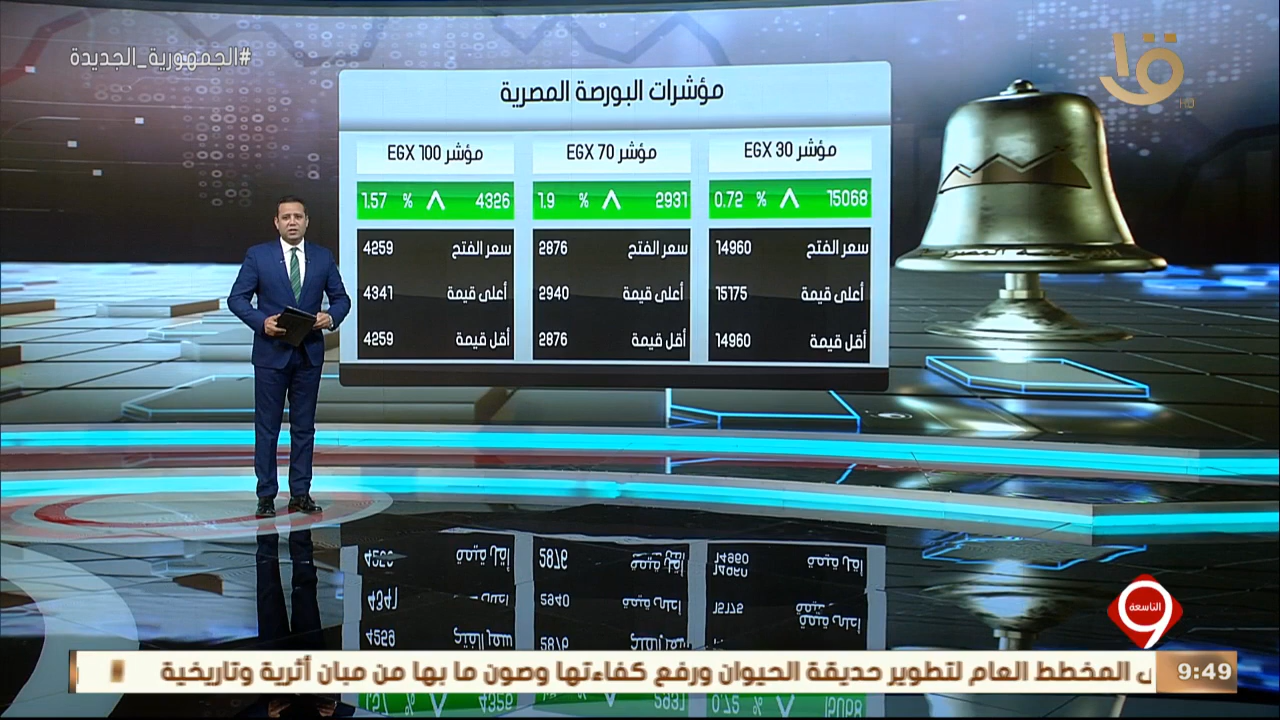 #الجمهورية_الجديدة
HD
مؤشرات البورصة المصرية
مؤشر EGX 30
15068 % 0.72
سعر الفتح 14960
أعلى قيمة 15175
أقل قيمة 14960
مؤشر EGX 70
2931 % 1.9
سعر الفتح 2876
أعلى قيمة 2940
أقل قيمة 2876
مؤشر EGX 100
4326 % 1.57
سعر الفتح 4259
أعلى قيمة 4341
أقل قيمة 4259
التاسعة
9
9:49
المخطط العام لتطوير حديقة الحيوان ورفع كفاءتها وصون ما بها من مبان أثرية وتاريخية